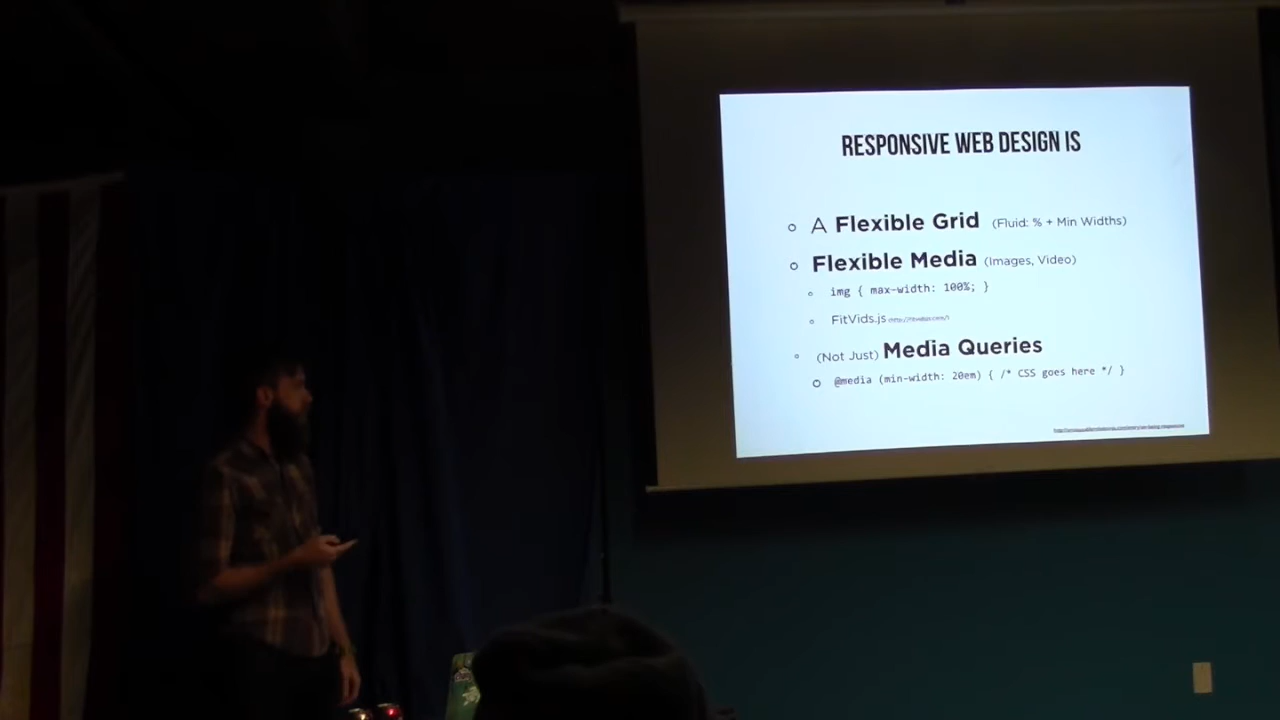 RESPONSIVE WEB DESIGN IS
A Flexible Grid (Fluid: % + Min Widths)
Flexible Media (Images, Video)
img { max-width: 100%; }
FitVids.js
(Not Just) Media Queries
@media (min-width: 20em) { /* CSS goes here */ }